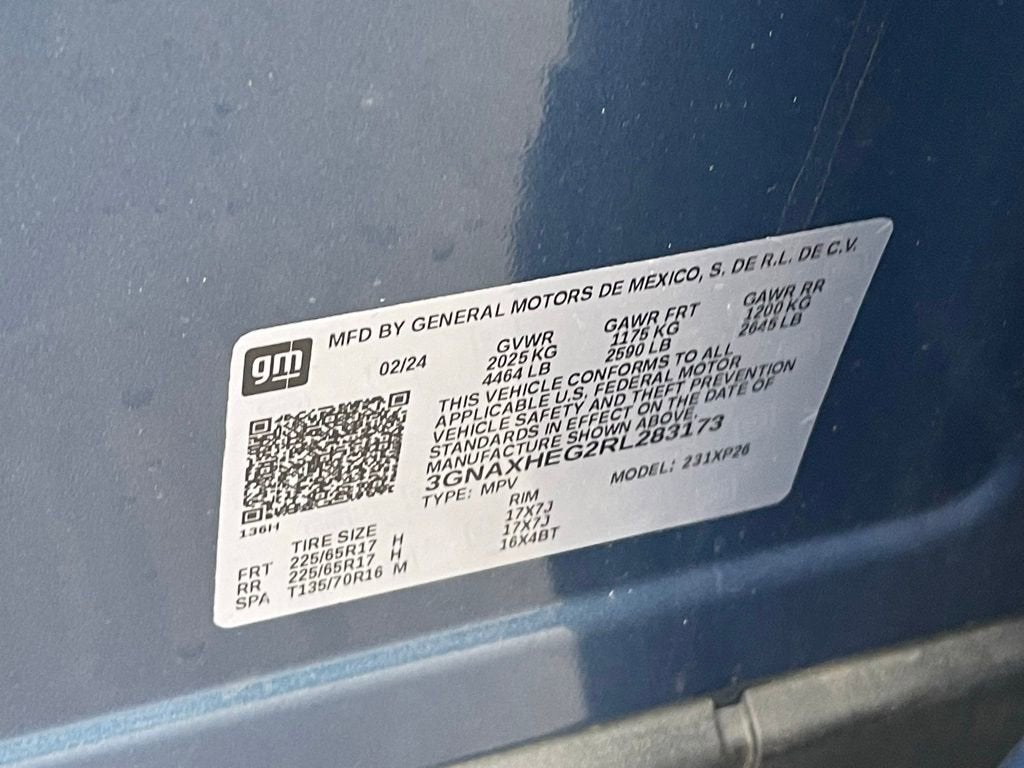 MFD BY GENERAL MOTORS DE MEXICO, S. DE R.L. DE C.V.
gm
02/24
GVWR GAWR FRT GAWR RR
2025 KG 1175 KG 1200 KG
4464 LB 2590 LB 2645 LB
THIS VEHICLE CONFORMS TO ALL
APPLICABLE U.S. FEDERAL MOTOR
VEHICLE SAFETY AND THEFT PREVENTION
STANDARDS IN EFFECT ON THE DATE OF
MANUFACTURE SHOWN ABOVE.
3GNAXHEG2RL283173
TYPE: MPV MODEL: 231XP26
136H
TIRE SIZE RIM
FRT 225/65R17 H 17X7J
RR 225/65R17 H 17X7J
SPA T135/70R16 M 16X4BT